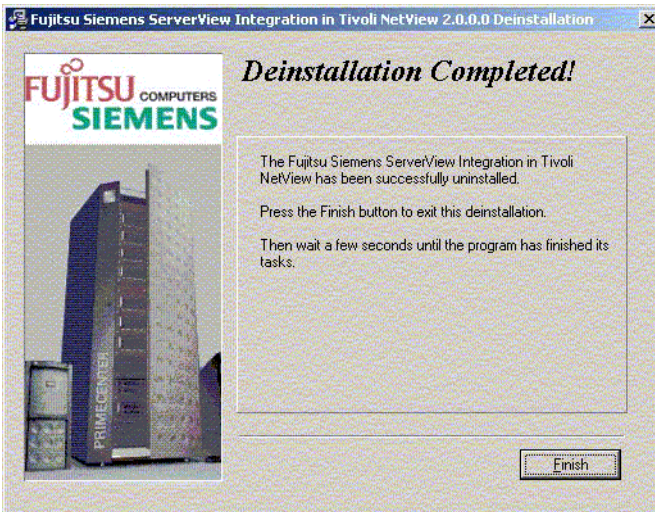 Fujitsu Siemens ServerView Integration in Tivoli NetView 2.0.0.0 Deinstallation
FUJITSU COMPUTERS
SIEMENS
Deinstallation Completed!
The Fujitsu Siemens ServerView Integration in Tivoli
NetView has been successfully uninstalled.
Press the Finish button to exit this deinstallation.
Then wait a few seconds until the program has finished its
tasks.
PRIMECENTER
Finish